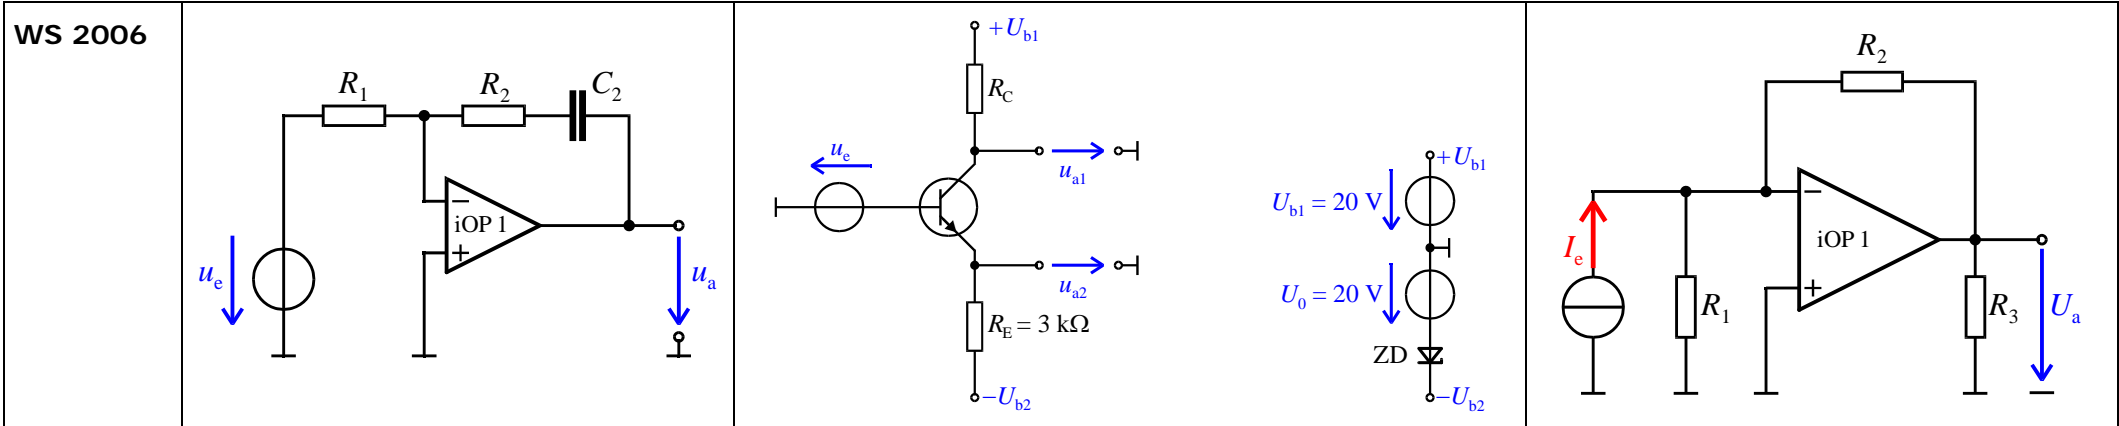 WS 2006
R1
R2
C2
iOP 1
−
+
ue
ua
+Ub1
RC
ue
ua1
ua2
RE = 3 kΩ
−Ub2
+Ub1
Ub1 = 20 V
U0 = 20 V
ZD
−Ub2
R2
−
iOP 1
+
Ie
R1
R3
Ua